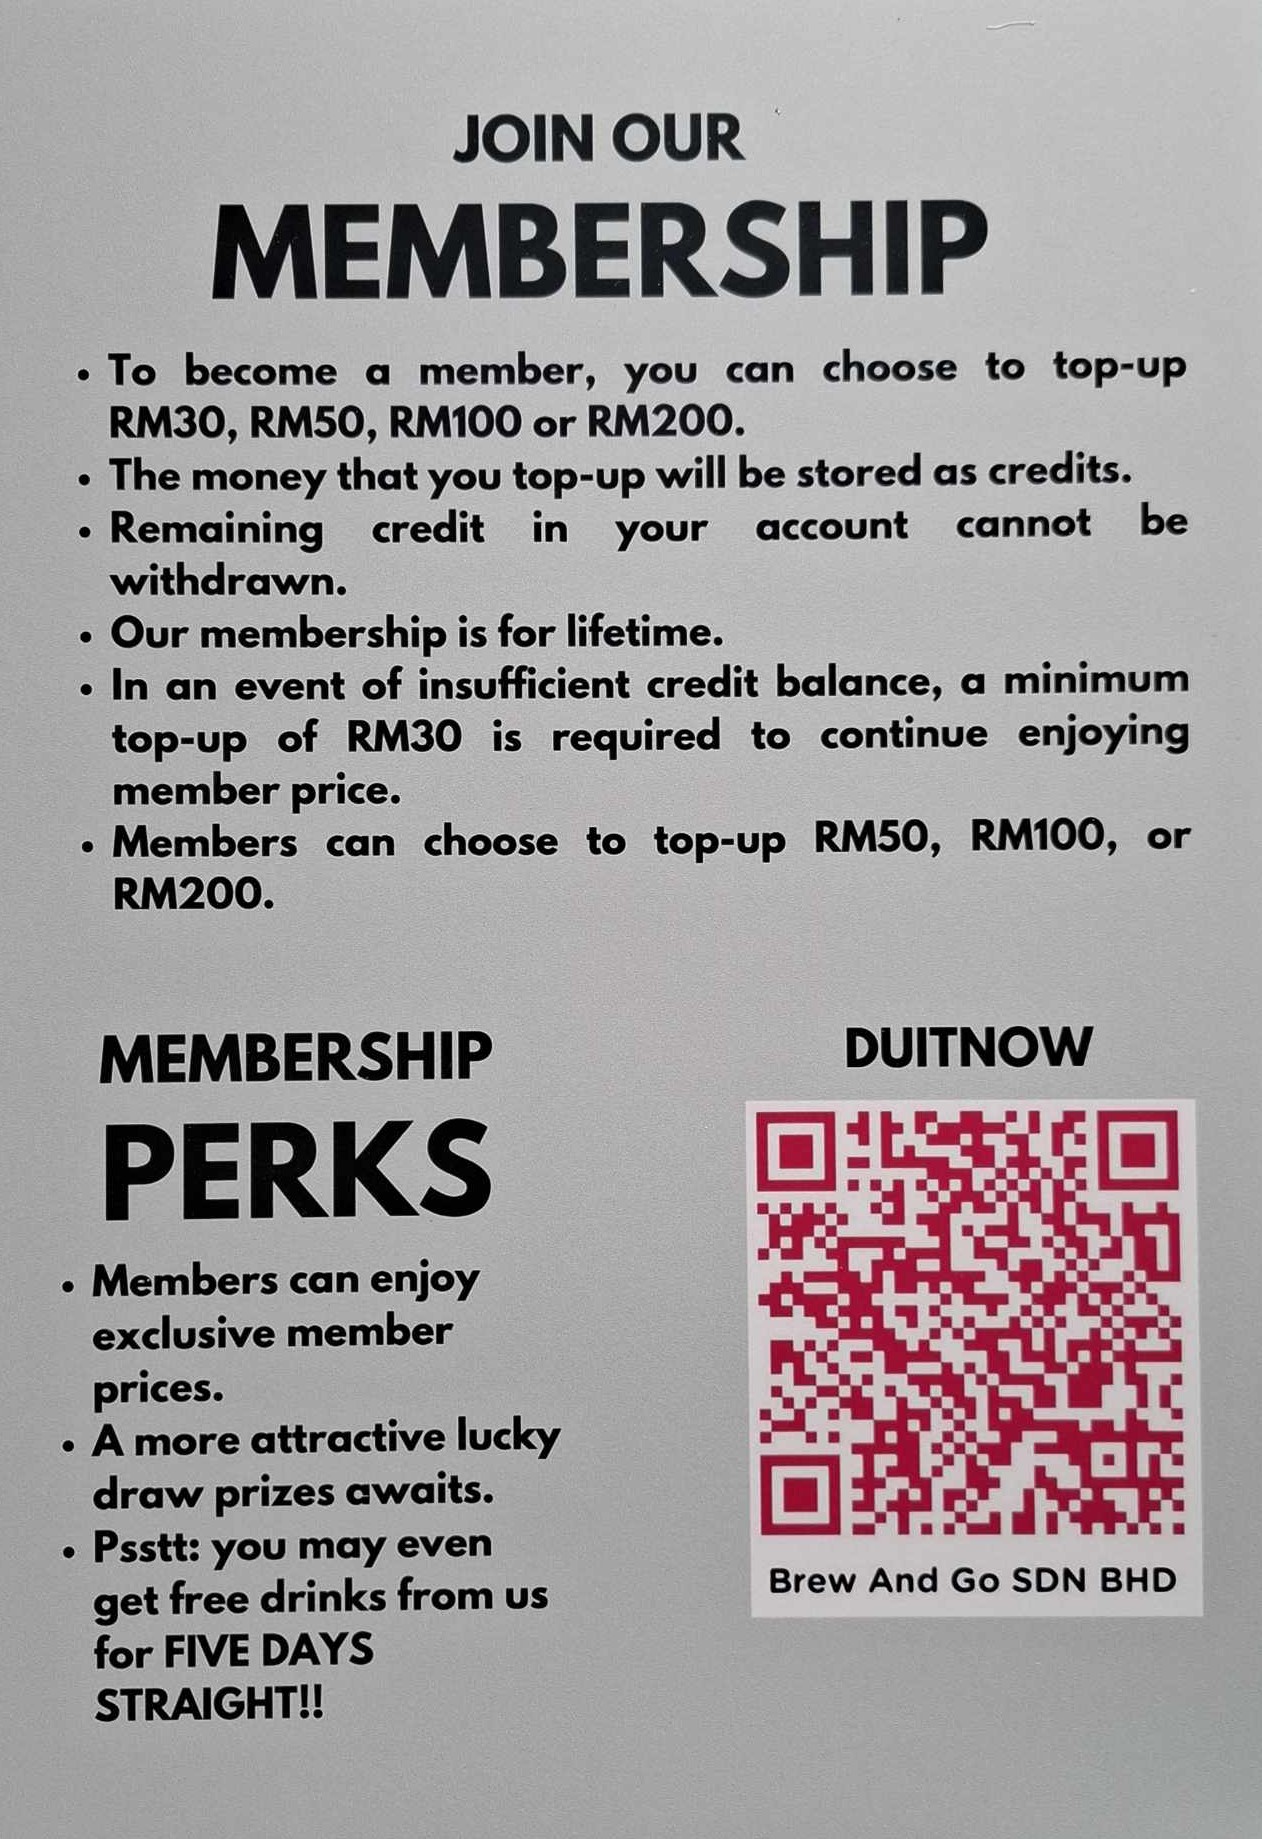 JOIN OUR
MEMBERSHIP
• To become a member, you can choose to top-up
RM30, RM50, RM100 or RM200.
• The money that you top-up will be stored as credits.
• Remaining credit in your account cannot be
withdrawn.
• Our membership is for lifetime.
• In an event of insufficient credit balance, a minimum
top-up of RM30 is required to continue enjoying
member price.
• Members can choose to top-up RM50, RM100, or
RM200.
MEMBERSHIP
PERKS
• Members can enjoy
exclusive member
prices.
• A more attractive lucky
draw prizes awaits.
• Psstt: you may even
get free drinks from us
for FIVE DAYS
STRAIGHT!!
DUITNOW
Brew And Go SDN BHD